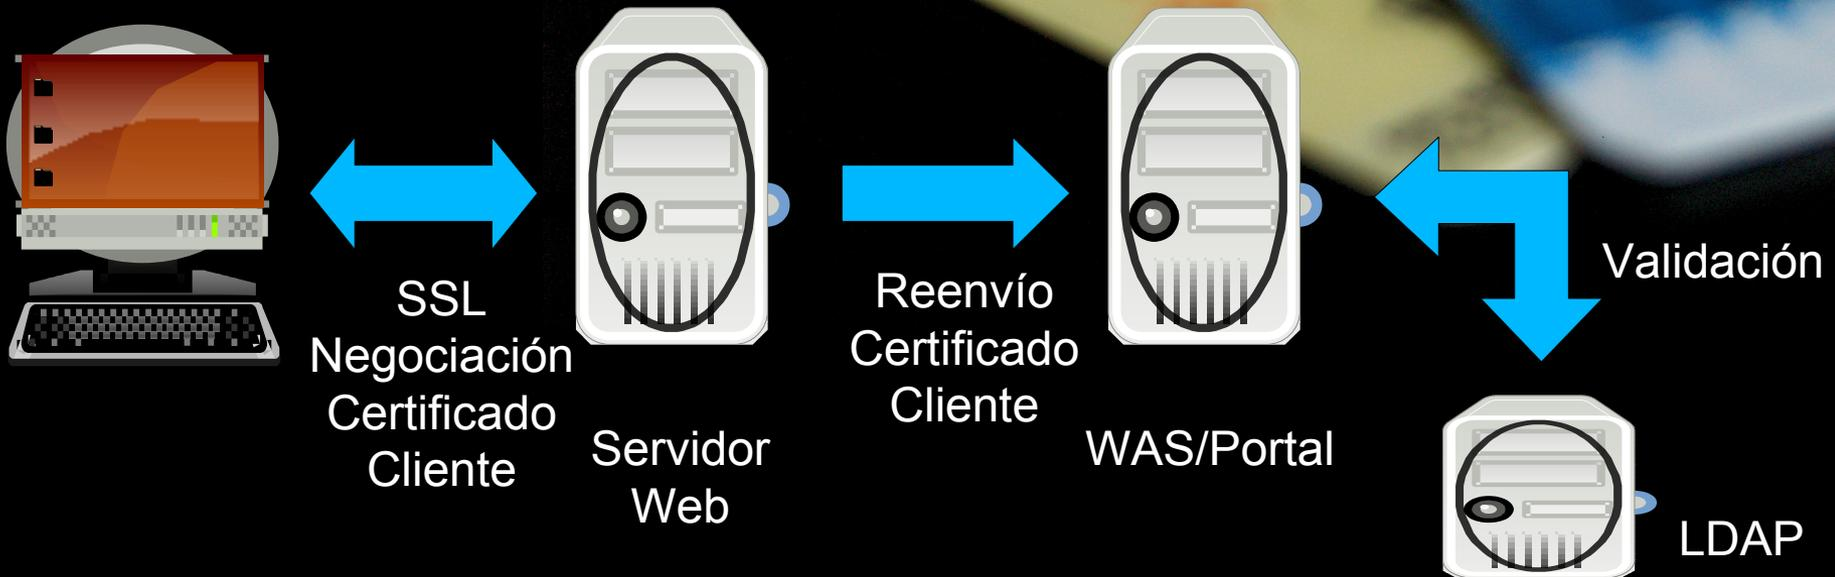 SSL
Negociación
Certificado
Cliente
Servidor
Web
Reenvío
Certificado
Cliente
WAS/Portal
Validación
LDAP